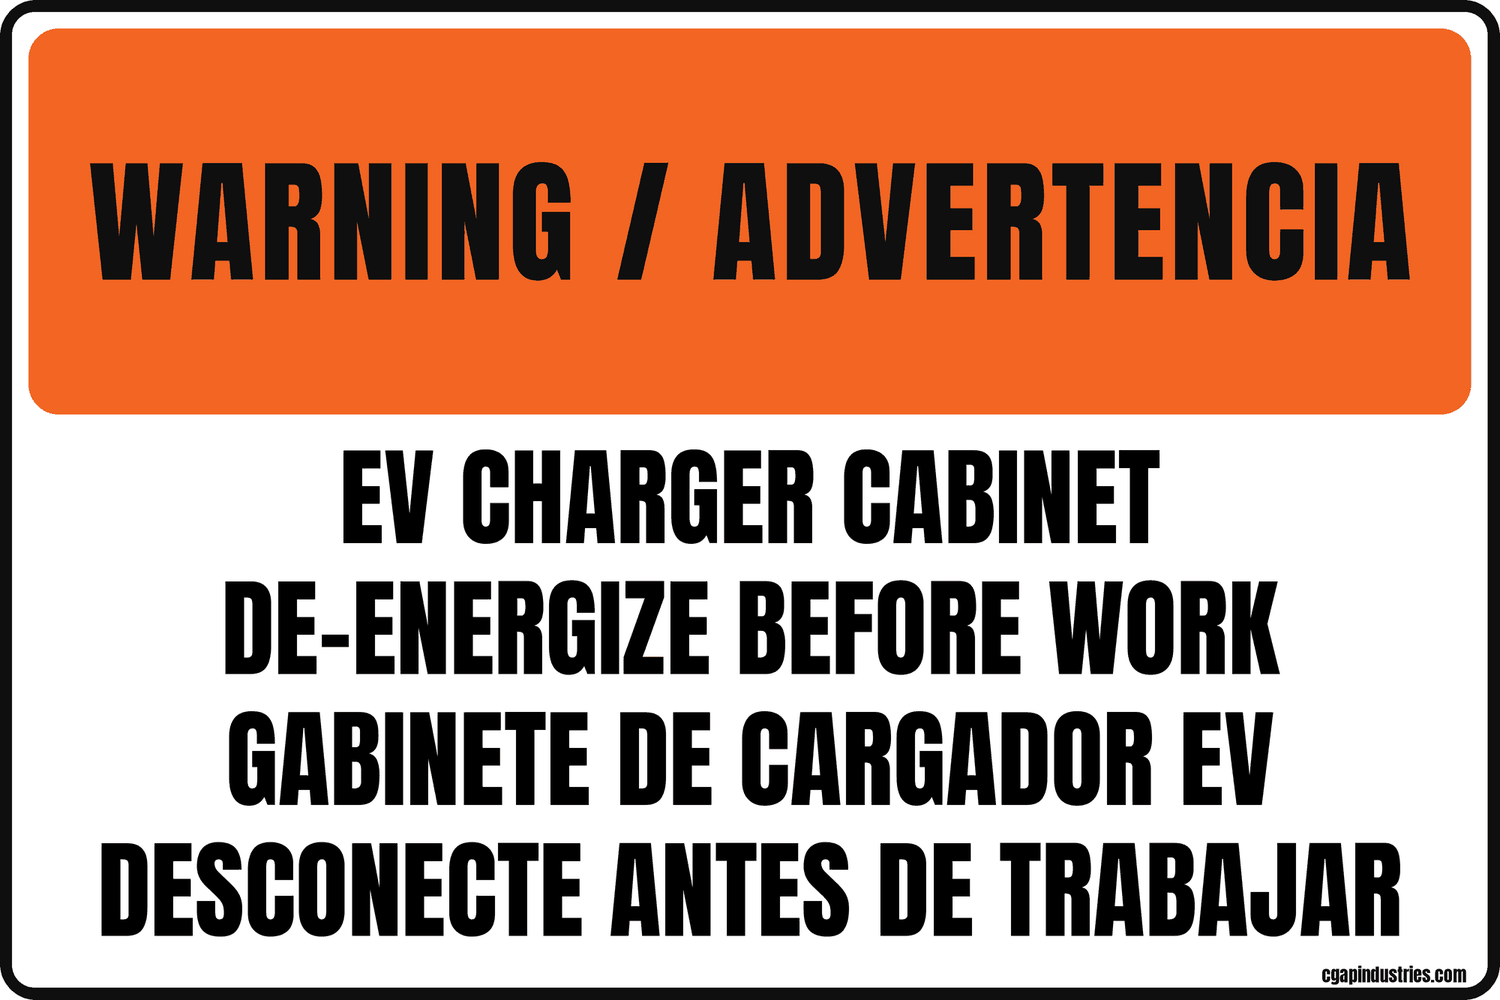 WARNING / ADVERTENCIA
EV CHARGER CABINET
DE-ENERGIZE BEFORE WORK
GABINETE DE CARGADOR EV
DESCONECTE ANTES DE TRABAJAR
cgapindustries.com